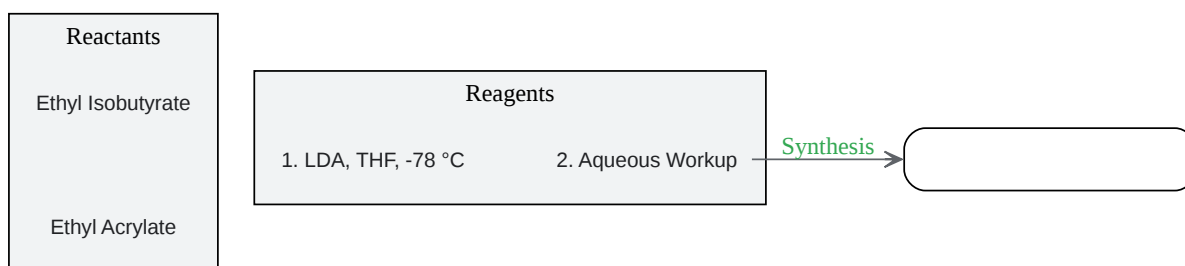 Reactants
Ethyl Isobutyrate
Ethyl Acrylate
Reagents
1. LDA, THF, -78 °C
2. Aqueous Workup
Synthesis